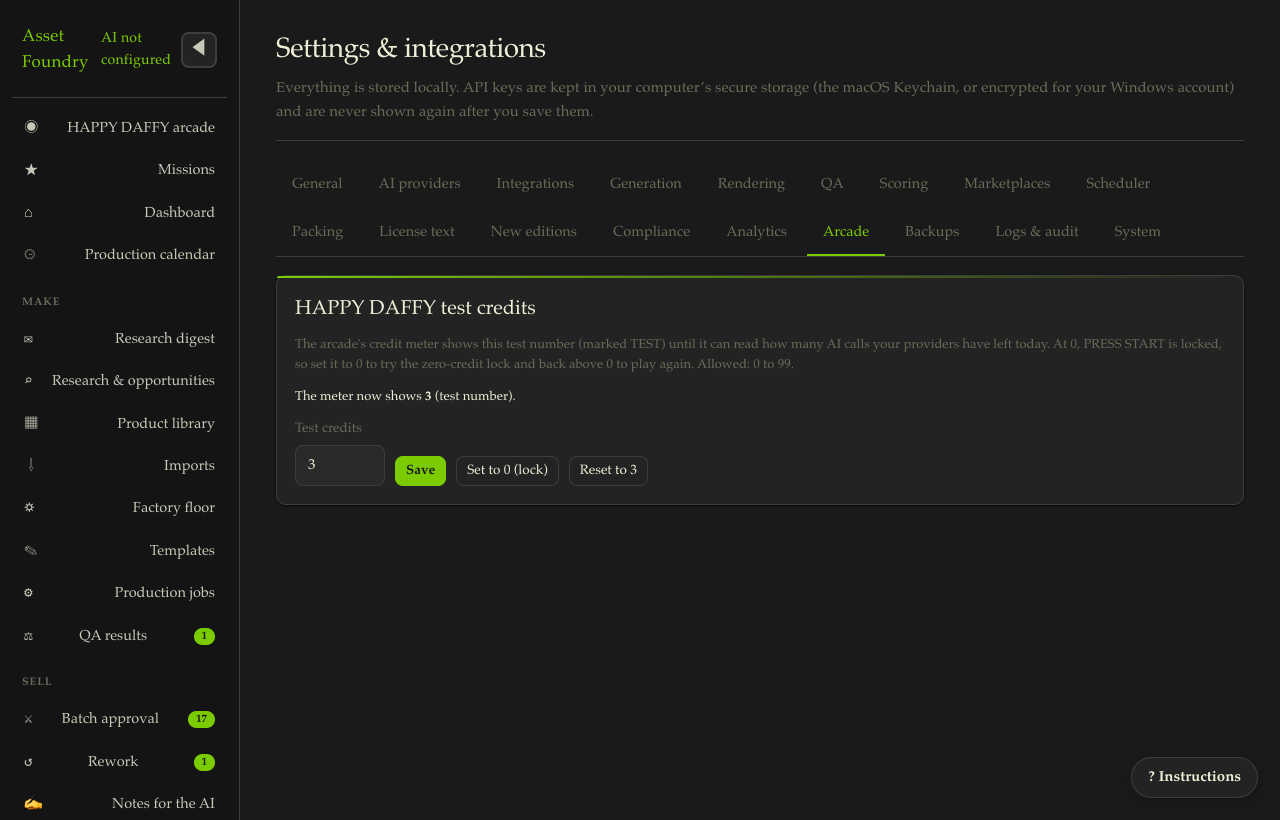 Asset Foundry
AI not configured
HAPPY DAFFY arcade
Missions
Dashboard
Production calendar
MAKE
Research digest
Research & opportunities
Product library
Imports
Factory floor
Templates
Production jobs
QA results 1
SELL
Batch approval 17
Rework 1
Notes for the AI
Settings & integrations
Everything is stored locally. API keys are kept in your computer’s secure storage (the macOS Keychain, or encrypted for your Windows account)
and are never shown again after you save them.
General AI providers Integrations Generation Rendering QA Scoring Marketplaces Scheduler
Packing License text New editions Compliance Analytics Arcade Backups Logs & audit System
HAPPY DAFFY test credits
The arcade's credit meter shows this test number (marked TEST) until it can read how many AI calls your providers have left today. At 0, PRESS START is locked,
so set it to 0 to try the zero-credit lock and back above 0 to play again. Allowed: 0 to 99.
The meter now shows 3 (test number).
Test credits
3 Save Set to 0 (lock) Reset to 3
? Instructions